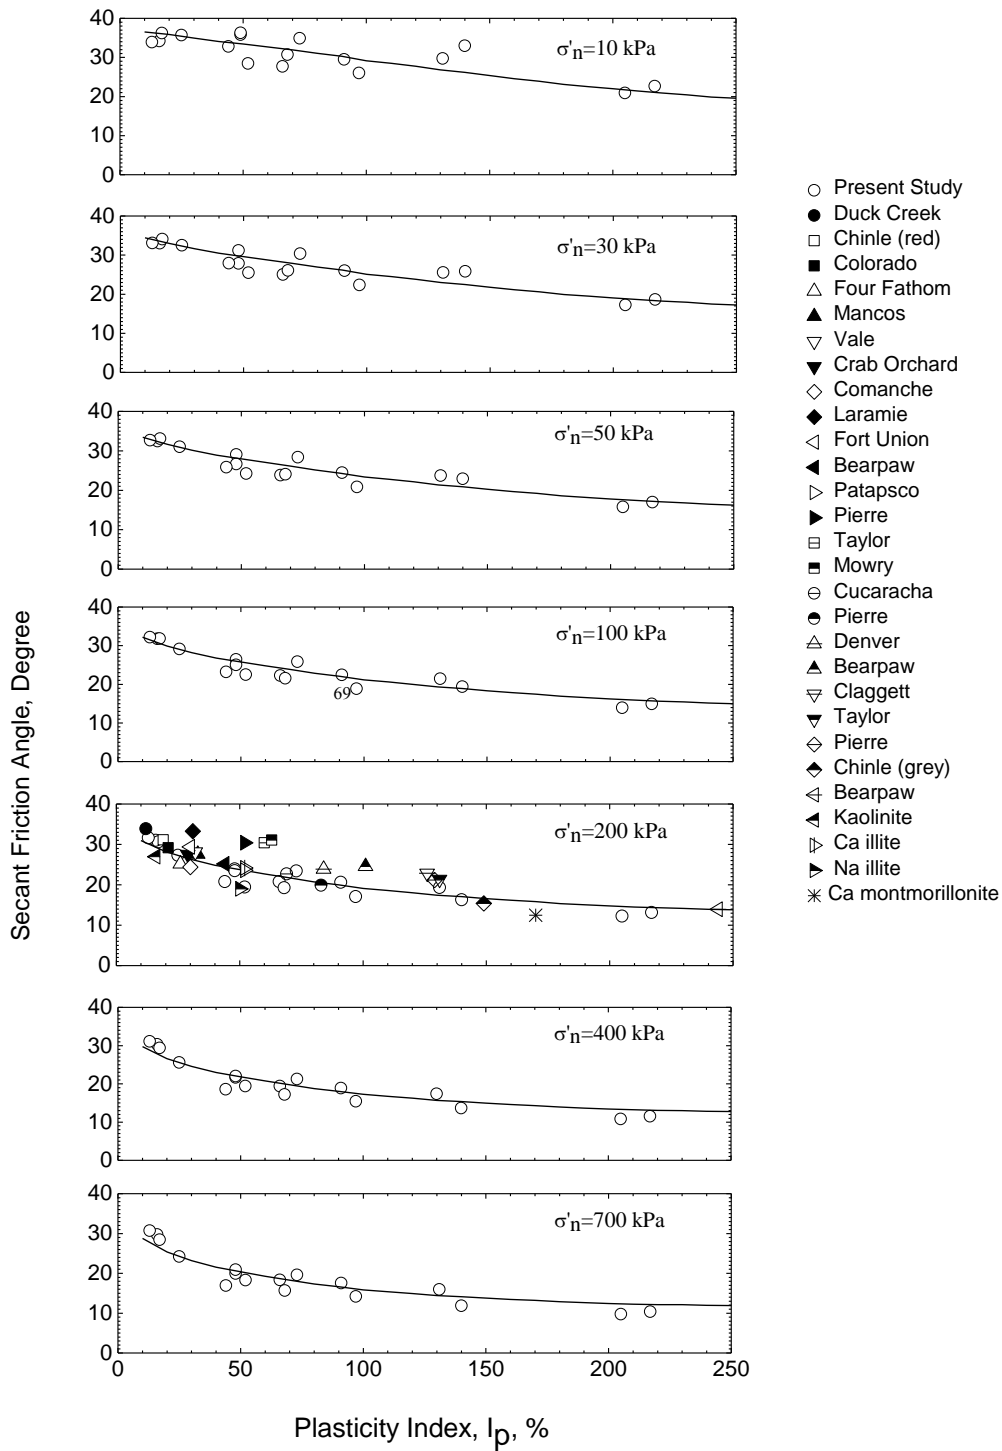 40
30
20
10
0
σ'n=10 kPa
40
30
20
10
0
σ'n=30 kPa
40
30
20
10
0
σ'n=50 kPa
40
30
20
10
0
σ'n=100 kPa
69
40
30
20
10
0
σ'n=200 kPa
40
30
20
10
0
σ'n=400 kPa
40
30
20
10
0
σ'n=700 kPa
0 50 100 150 200 250
Plasticity Index, Ip, %
Secant Friction Angle, Degree
Present Study
Duck Creek
Chinle (red)
Colorado
Four Fathom
Mancos
Vale
Crab Orchard
Comanche
Laramie
Fort Union
Bearpaw
Patapsco
Pierre
Taylor
Mowry
Cucaracha
Pierre
Denver
Bearpaw
Claggett
Taylor
Pierre
Chinle (grey)
Bearpaw
Kaolinite
Ca illite
Na illite
Ca montmorillonite